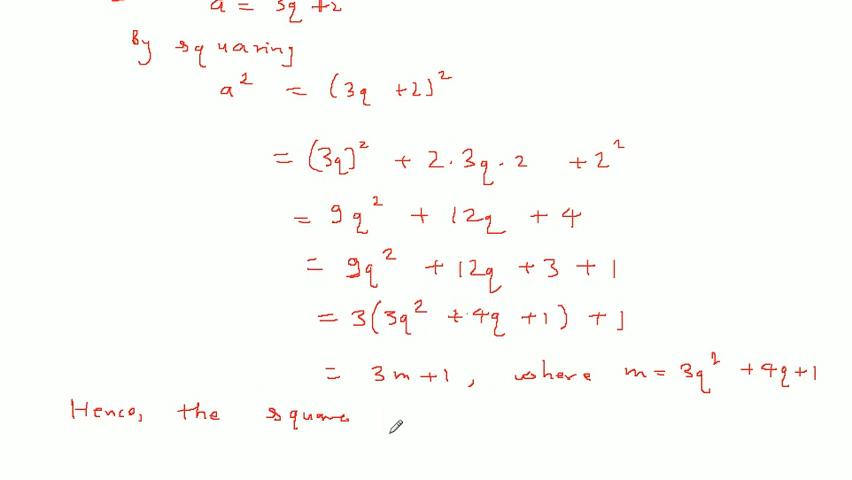 a = 3q +2
By squaring
a² = (3q +2)²
= (3q)² + 2·3q·2 + 2²
= 9q² + 12q + 4
= 9q² + 12q + 3 + 1
= 3(3q² + 4q + 1) + 1
= 3m + 1, where m = 3q² + 4q + 1
Hence, the square